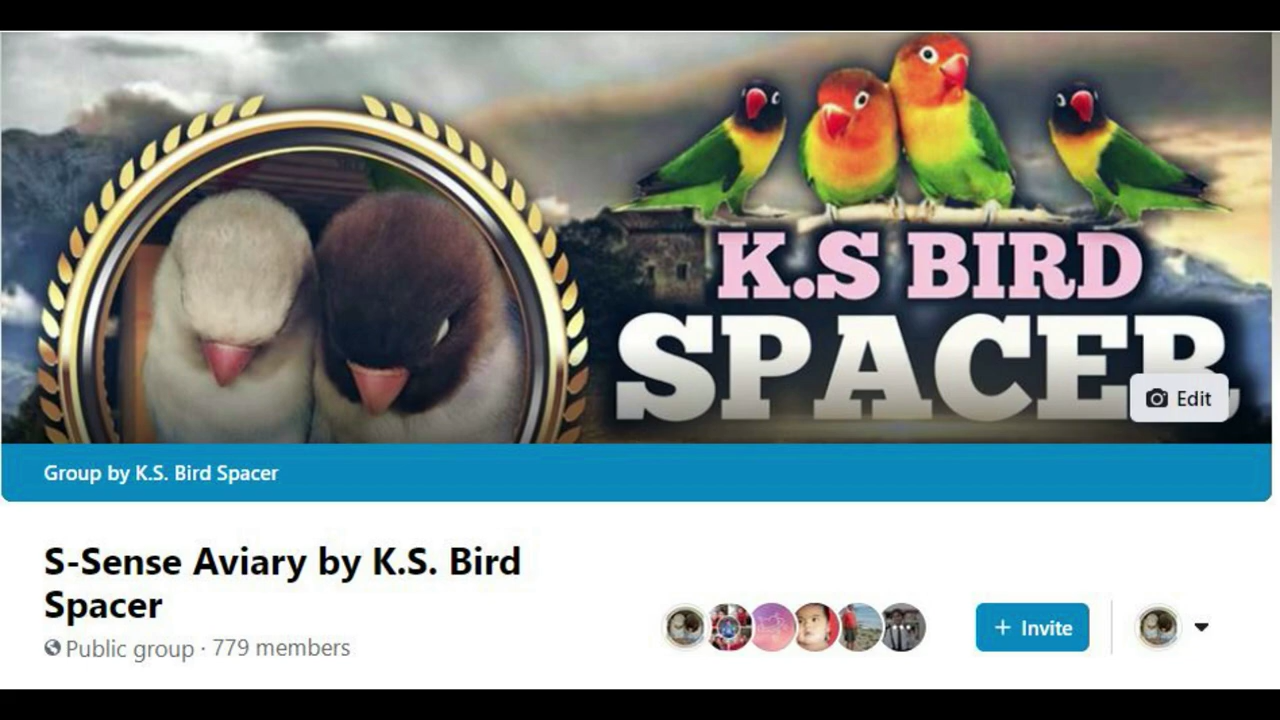 K.S BIRD
SPACER
Edit
Group by K.S. Bird Spacer
S-Sense Aviary by K.S. Bird
Spacer
Public group · 779 members
+ Invite